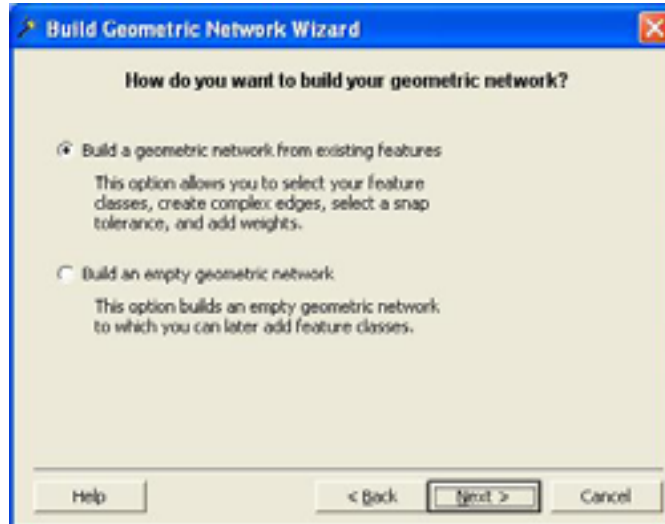 Build Geometric Network Wizard
How do you want to build your geometric network?
Build a geometric network from existing features
This option allows you to select your feature
classes, create complex edges, select a snap
tolerance, and add weights.
Build an empty geometric network
This option builds an empty geometric network
to which you can later add feature classes.
Help < Back Next > Cancel